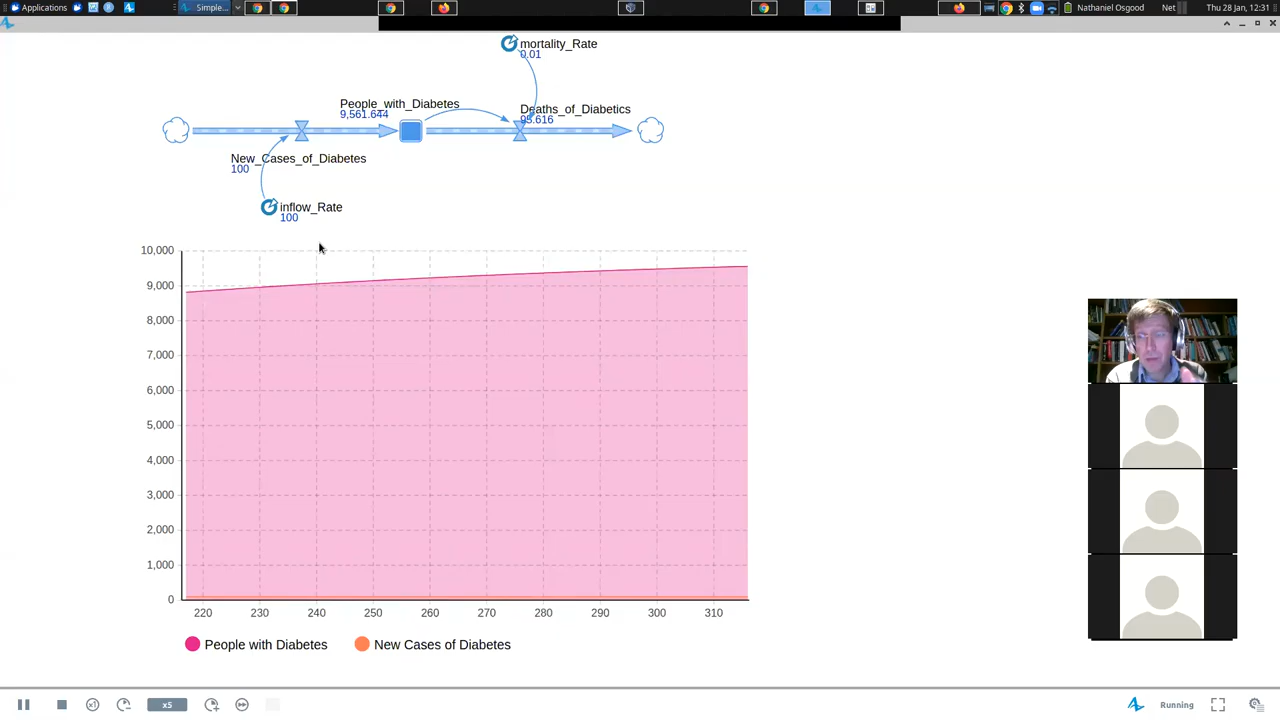 Applications
Simple...
Nathaniel Osgood
Net
Thu 28 Jan, 12:31
mortality_Rate
0.01
People_with_Diabetes
9,561.644
Deaths_of_Diabetics
95.616
New_Cases_of_Diabetes
100
inflow_Rate
100
10,000
9,000
8,000
7,000
6,000
5,000
4,000
3,000
2,000
1,000
0
220 230 240 250 260 270 280 290 300 310
People with Diabetes New Cases of Diabetes
x1
x5
Running